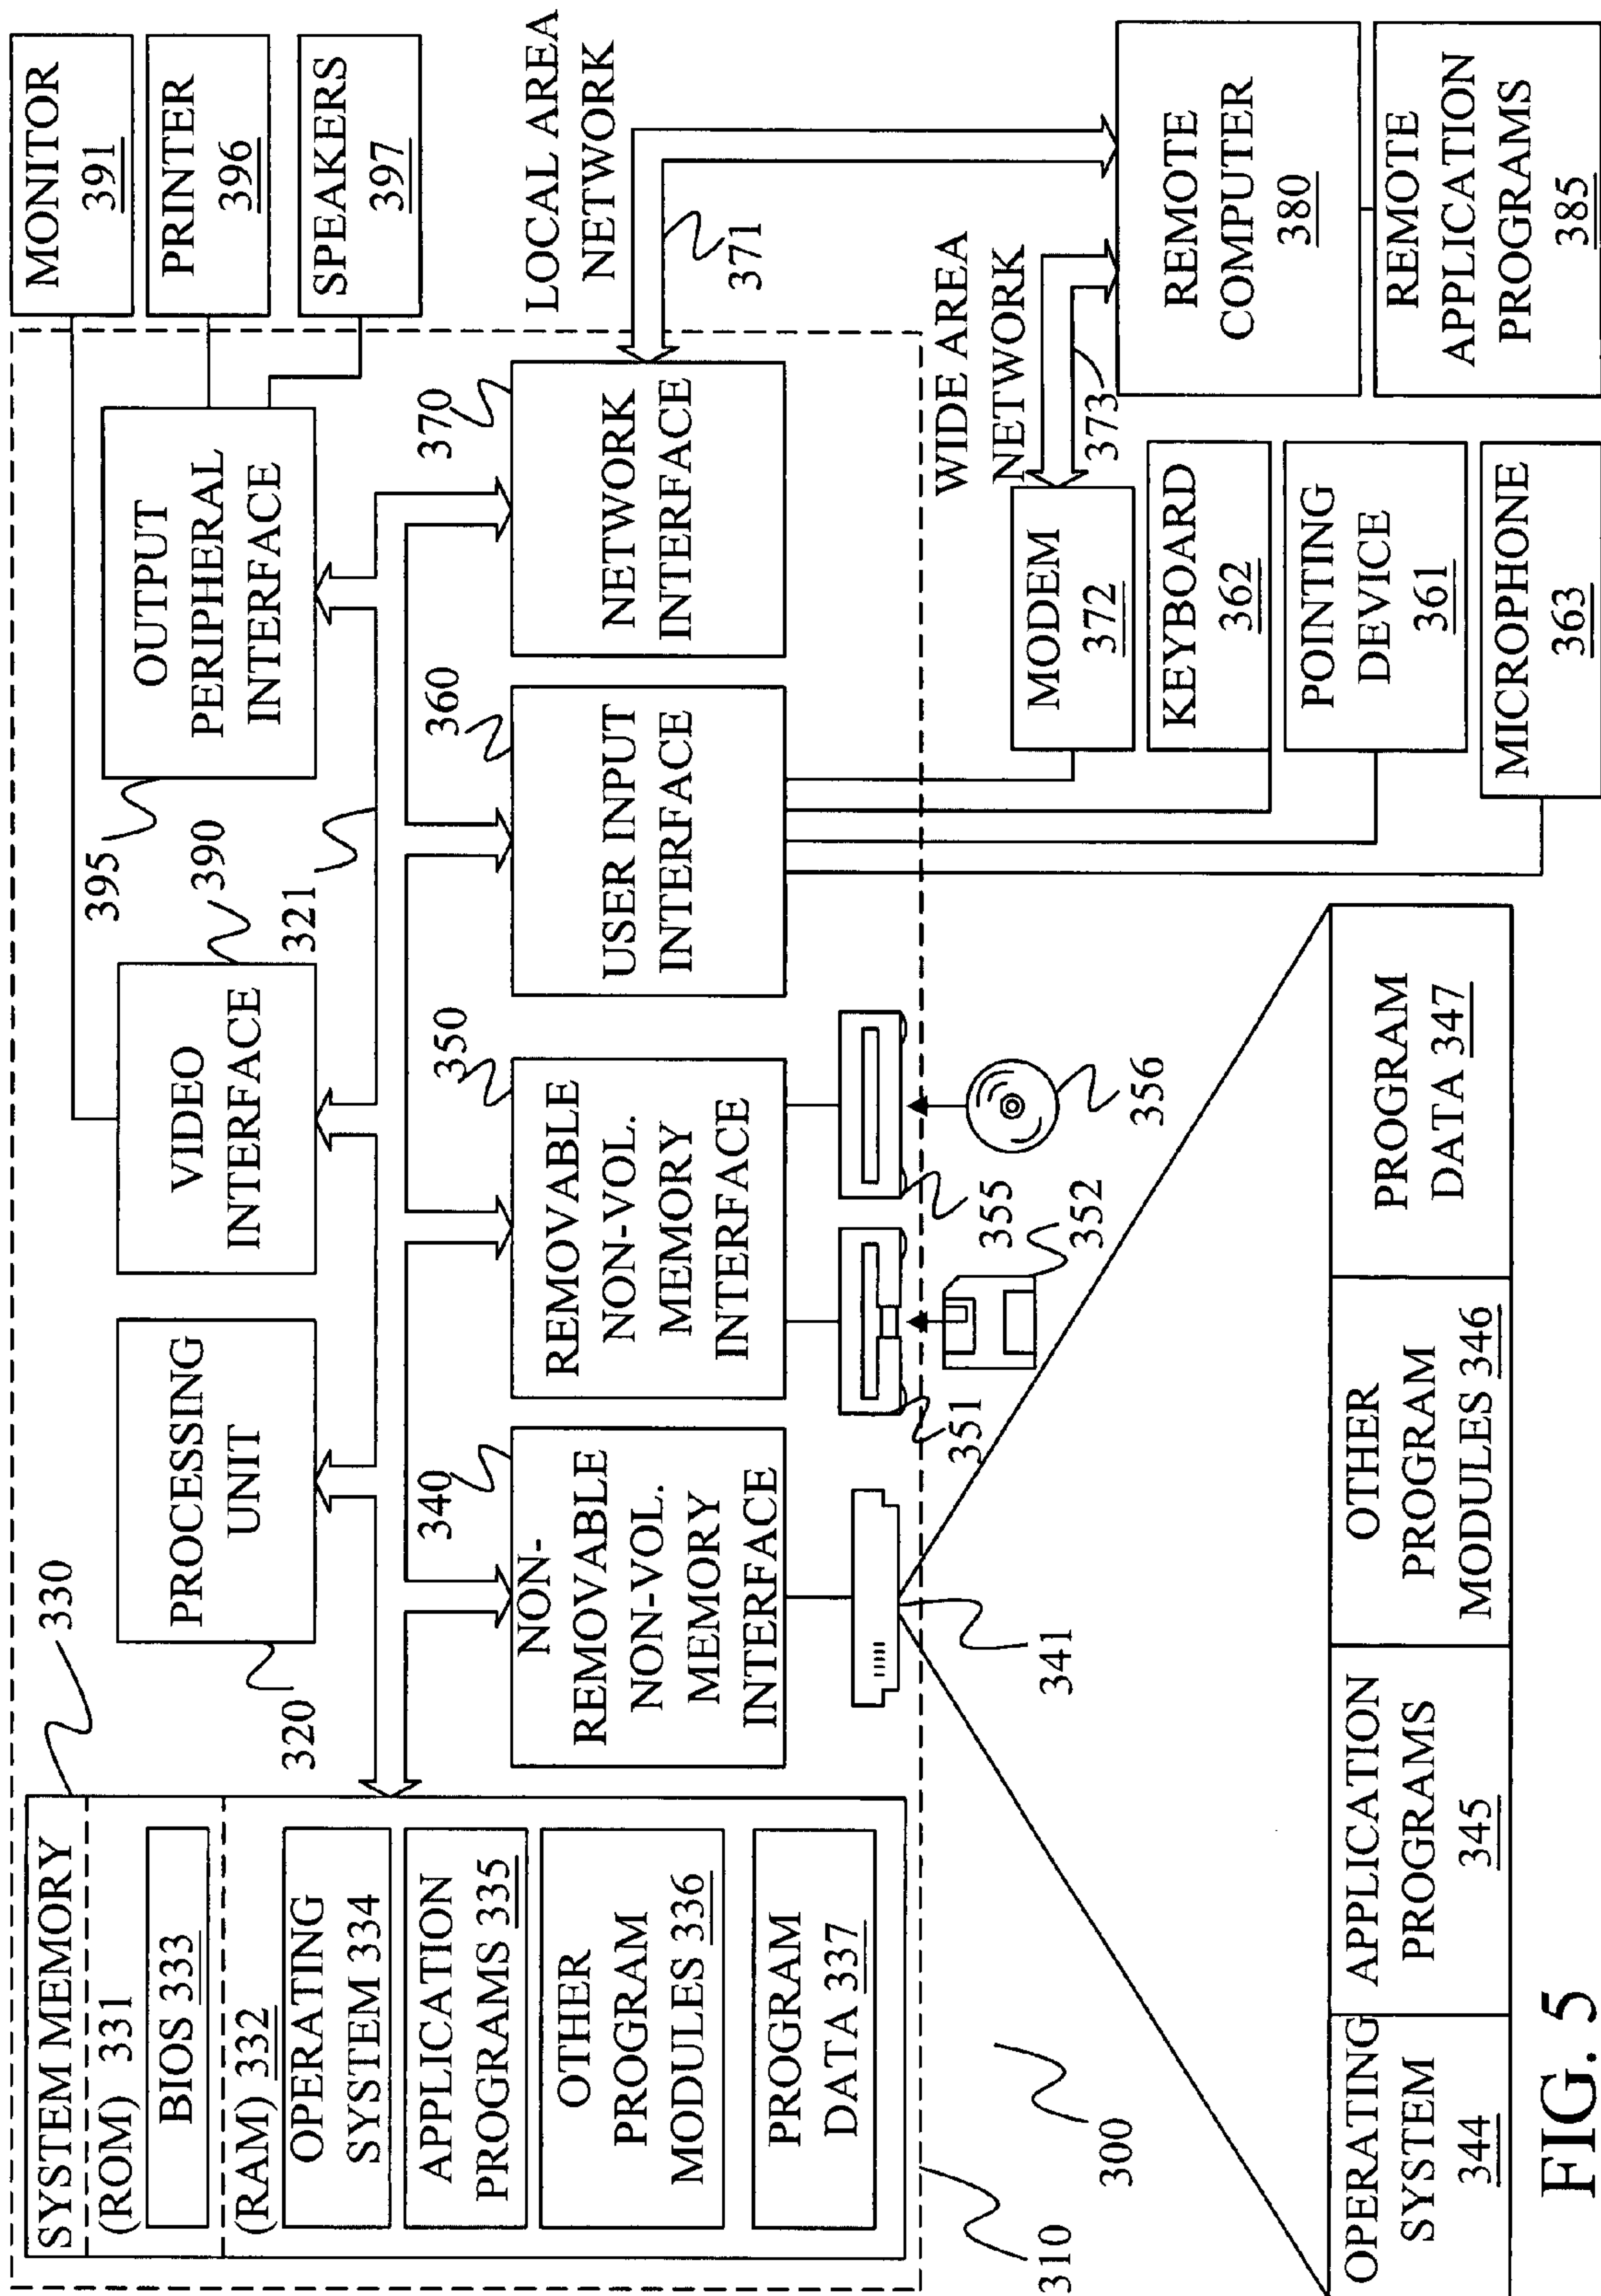 SYSTEM MEMORY
(ROM) 331
BIOS 333
(RAM) 332
OPERATING
SYSTEM 334
APPLICATION
PROGRAMS 335
OTHER
PROGRAM
MODULES 336
PROGRAM
DATA 337
330
320
PROCESSING
UNIT
VIDEO
INTERFACE
390
321
395
OUTPUT
PERIPHERAL
INTERFACE
MONITOR
391
PRINTER
396
SPEAKERS
397
340
NON-
REMOVABLE
NON-VOL.
MEMORY
INTERFACE
350
REMOVABLE
NON-VOL.
MEMORY
INTERFACE
360
USER INPUT
INTERFACE
370
NETWORK
INTERFACE
LOCAL AREA
NETWORK
371
WIDE AREA
NETWORK
373
341
351
352
355
356
MODEM
372
KEYBOARD
362
POINTING
DEVICE
361
MICROPHONE
363
REMOTE
COMPUTER
380
REMOTE
APPLICATION
PROGRAMS
385
310
300
OPERATING
SYSTEM
344
APPLICATION
PROGRAMS
345
OTHER
PROGRAM
MODULES 346
PROGRAM
DATA 347
FIG. 5